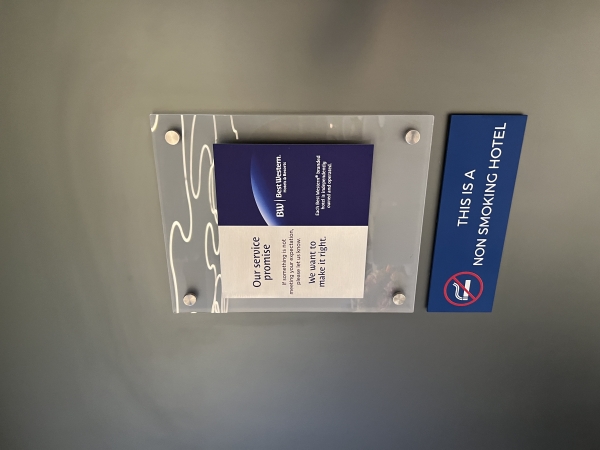 Our service
promise
If something is not
meeting your expectation,
please let us know.
We want to
make it right.
BW | Best Western.
Hotels & Resorts
Each Best Western® branded
hotel is independently
owned and operated.
THIS IS A
NON SMOKING HOTEL